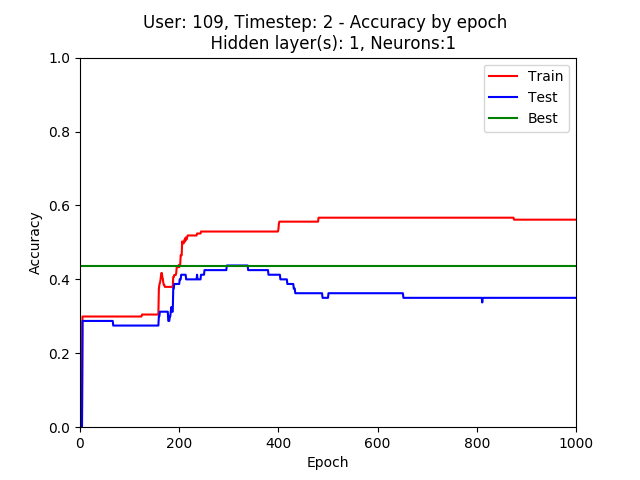 User: 109, Timestep: 2 - Accuracy by epoch
Hidden layer(s): 1, Neurons:1
1.0
0.8
0.6
0.4
0.2
0.0
Accuracy
Train
Test
Best
0
200
400
600
800
1000
Epoch